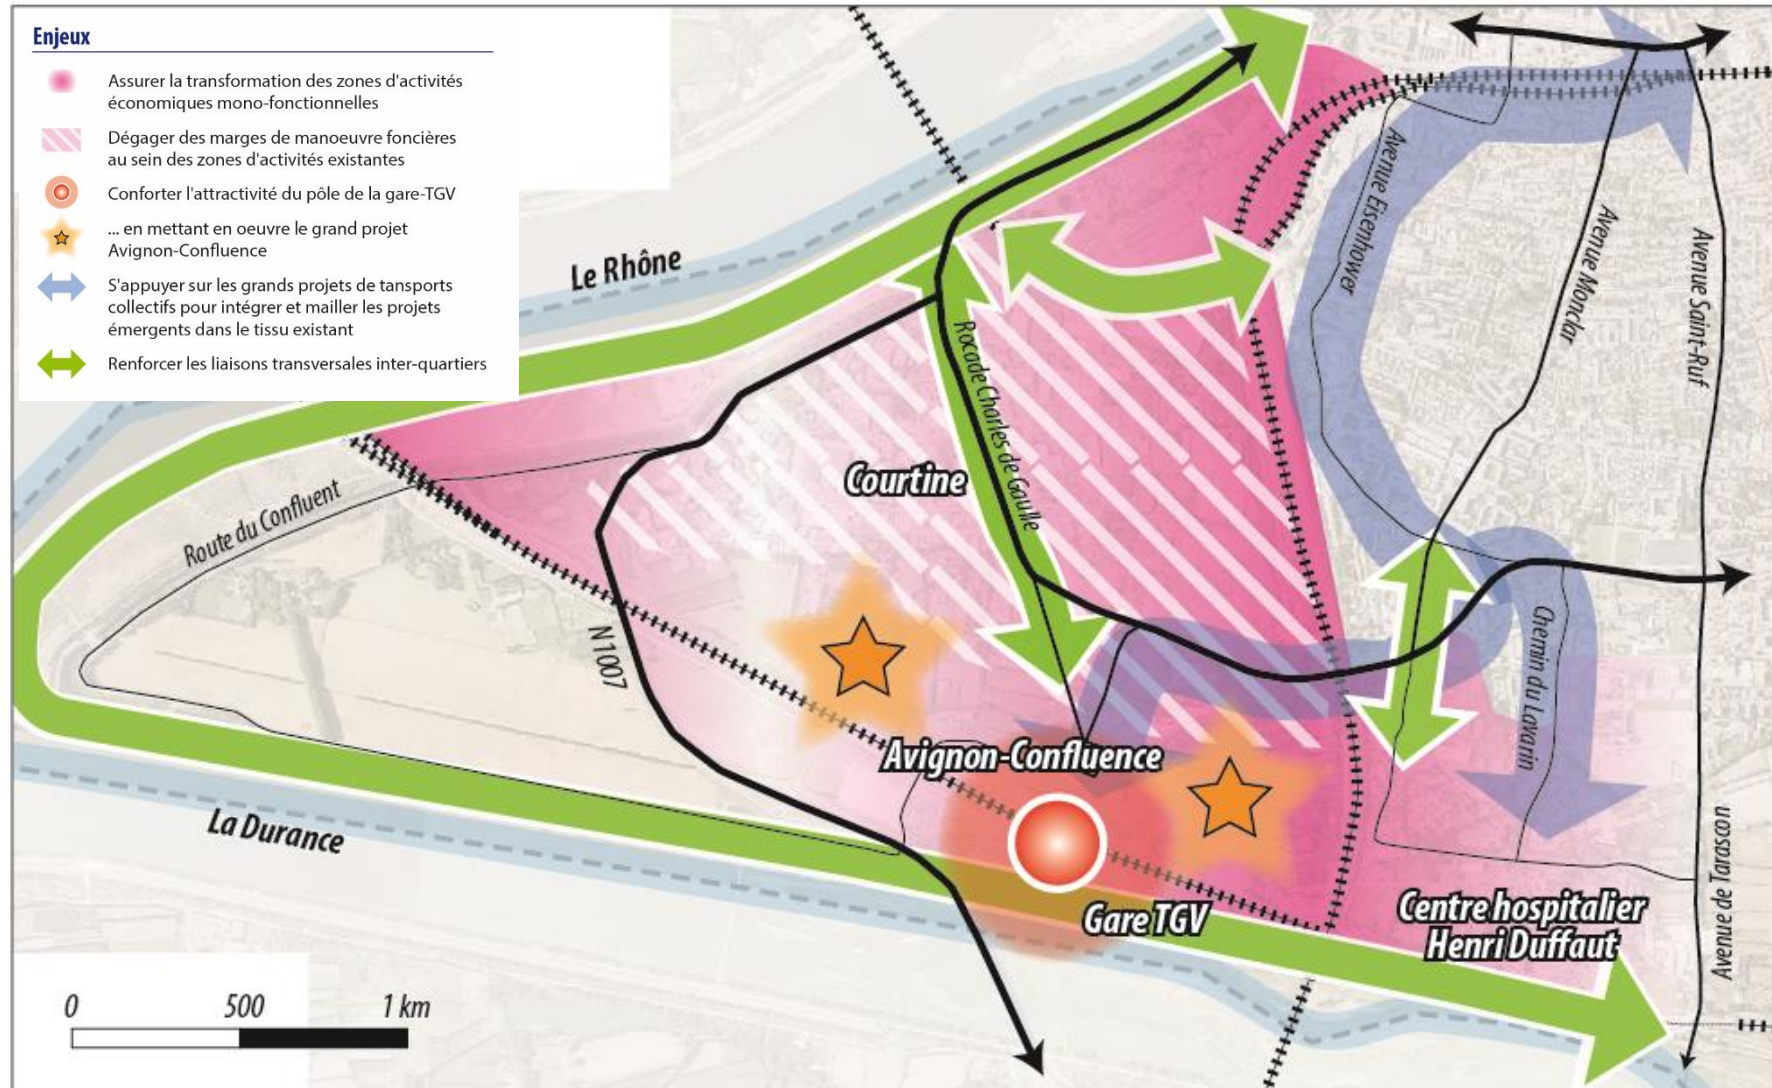 Enjeux
Assurer la transformation des zones d'activités
économiques mono-fonctionnelles
Dégager des marges de manoeuvre foncières
au sein des zones d'activités existantes
Conforter l'attractivité du pôle de la gare-TGV
... en mettant en oeuvre le grand projet
Avignon-Confluence
S'appuyer sur les grands projets de tansports
collectifs pour intégrer et mailler les projets
émergents dans le tissu existant
Renforcer les liaisons transversales inter-quartiers
Le Rhône
Avenue Eisenhower
Avenue Monclar
Avenue Saint-Ruf
Rocade Charles de Gaulle
Courtine
Route du Confluent
N1007
Chemin du Lavarin
Avignon-Confluence
La Durance
Gare TGV
Centre hospitalier
Henri Duffaut
Avenue de Tarascon
0 500 1 km